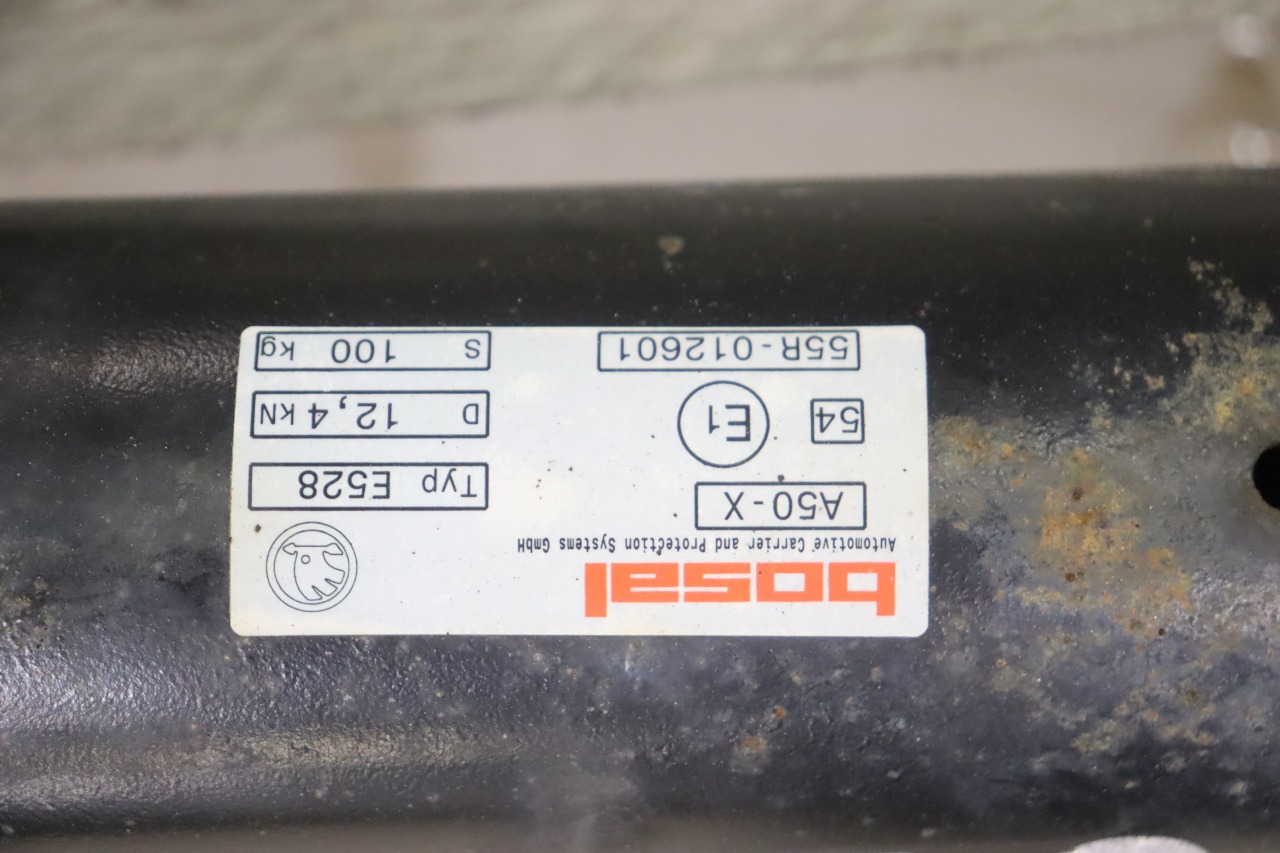 bosal
Automotive Carrier and Protection Systems GmbH
A50-X
Typ E528
54
E1
D 12,4 kN
55R-012601
S 100 kg